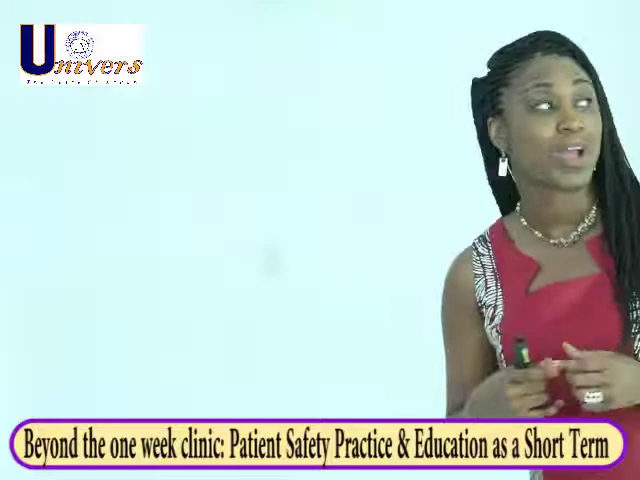 Univers
Beyond the one week clinic: Patient Safety Practice & Education as a Short Term